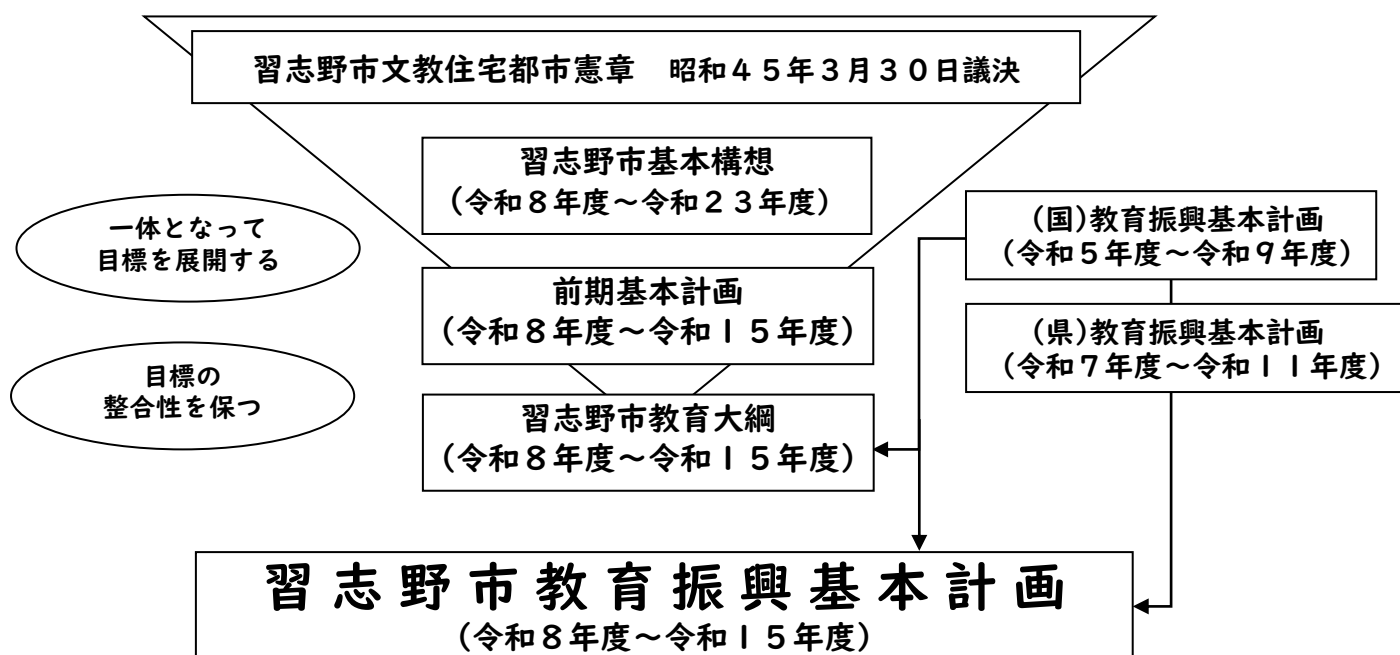 習志野市文教住宅都市憲章　昭和４５年３月３０日議決
習志野市基本構想
（令和８年度～令和２３年度）
一体となって
目標を展開する
（国）教育振興基本計画
（令和５年度～令和９年度）
前期基本計画
（令和８年度～令和１５年度）
（県）教育振興基本計画
（令和７年度～令和１１年度）
目標の
整合性を保つ
習志野市教育大綱
（令和８年度～令和１５年度）
習志野市教育振興基本計画
（令和８年度～令和１５年度）